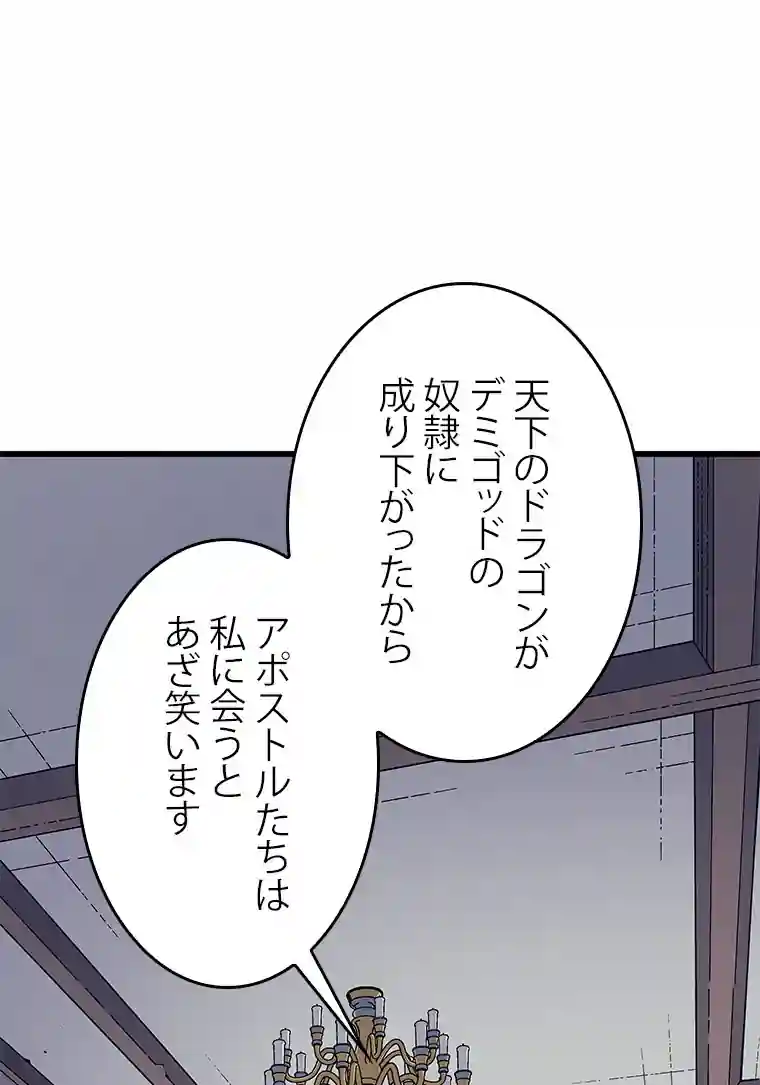 天下のドラゴンが
デミゴッドの
奴隷に
成り下がったから
アポストルたちは
私に会うと
あざ笑います